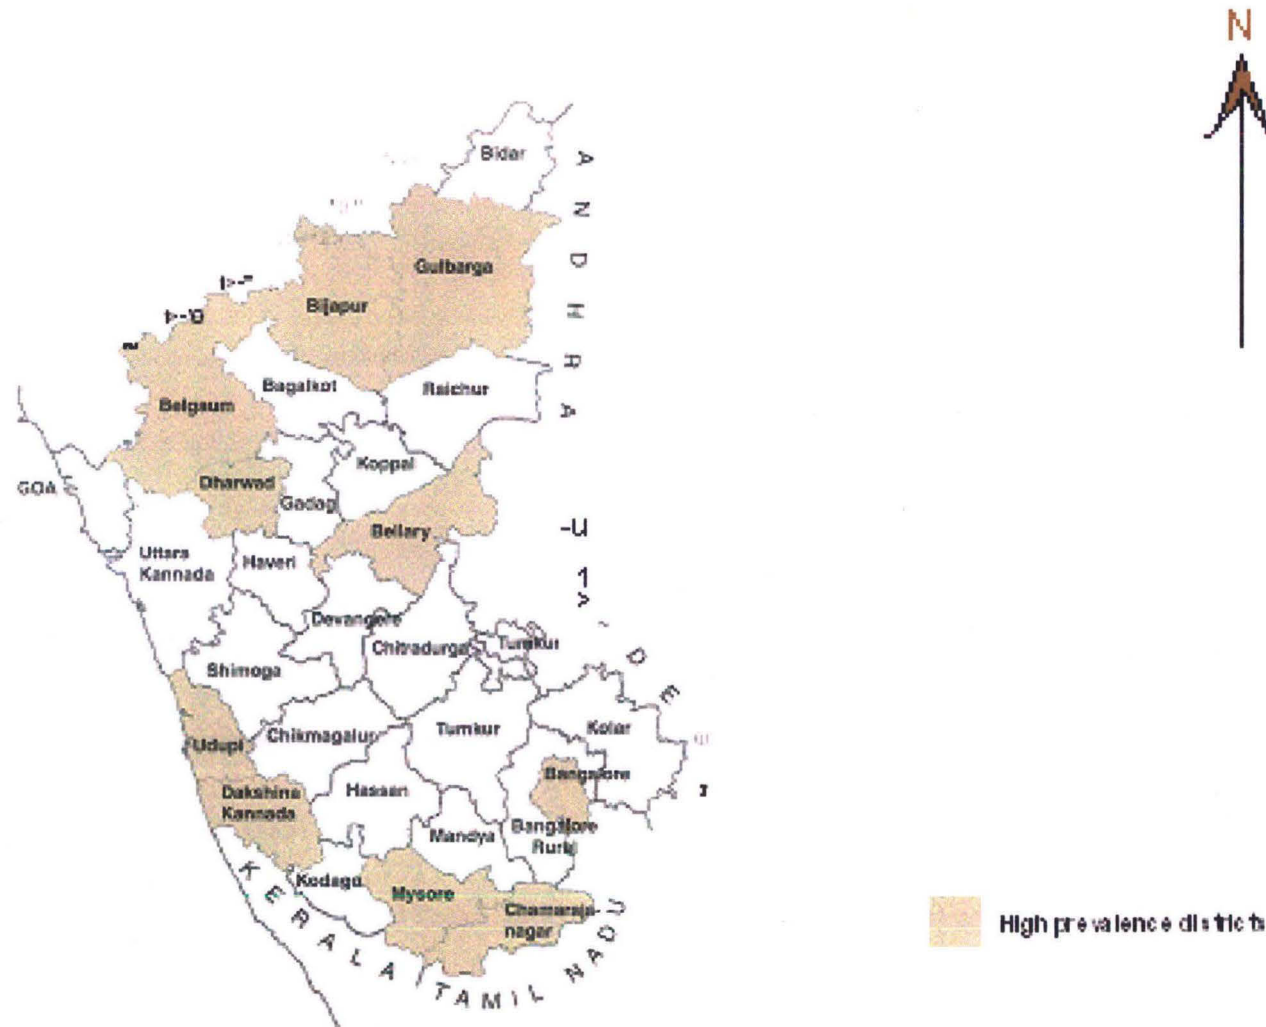 N
Bidar
A
N
D
H
R
A
Gulbarga
Bijapur
Bagalkot
Raichur
Belgaum
Koppal
Dharwad
GOA
Gadag
Bellary
-U
Uttara
Kannada
Haveri
1
>
Devangere
Chitradurga
Tumkur
D
E
Shimoga
Chikmagalur
Tumkur
Kolar
Udupi
Bangalore
Hassan
Dakshina
Kannada
Mandya
Bangalore
Rural
Kodagu
Mysore
Chamaraja-
nagar
High prevalence districts
KERALA
TAMIL NADU